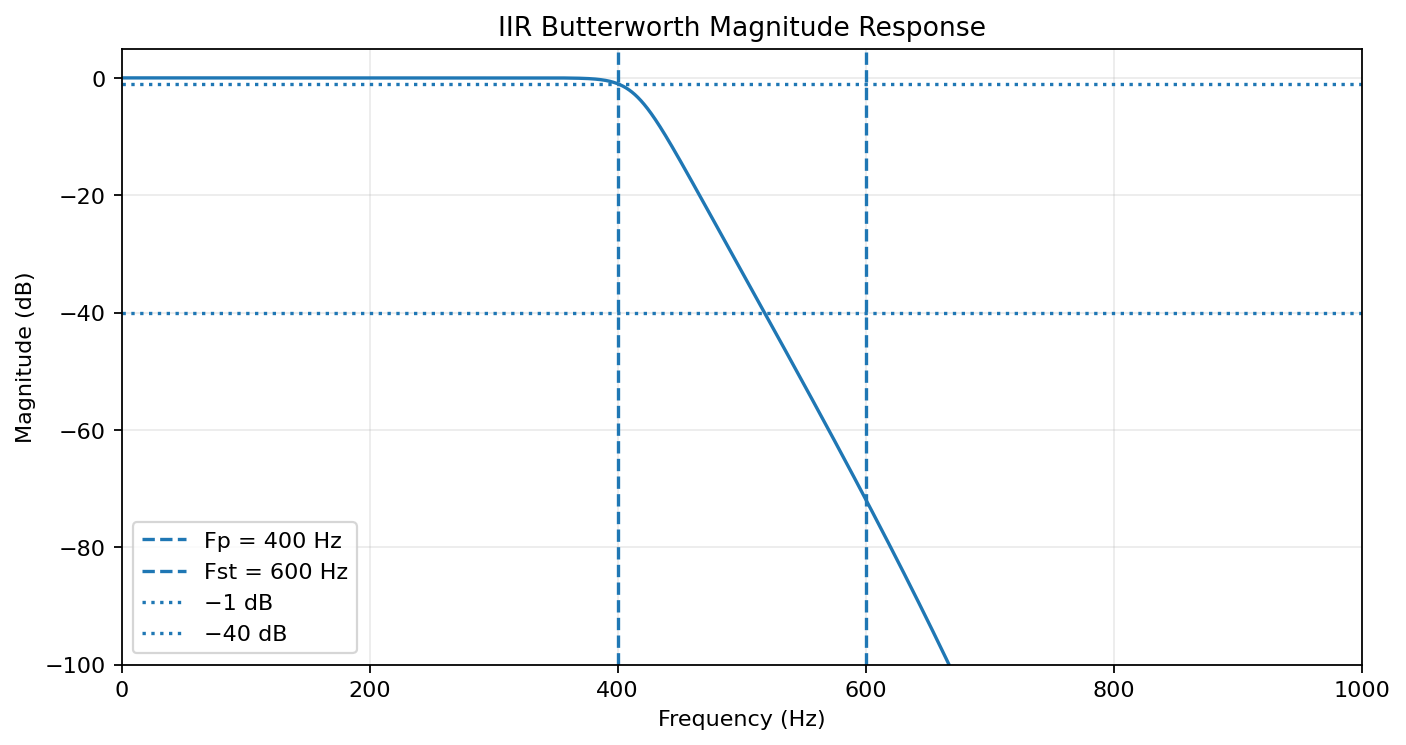 IIR Butterworth Magnitude Response
Magnitude (dB)
0
−20
−40
−60
−80
−100
Fp = 400 Hz
Fst = 600 Hz
−1 dB
−40 dB
0
200
400
600
800
1000
Frequency (Hz)